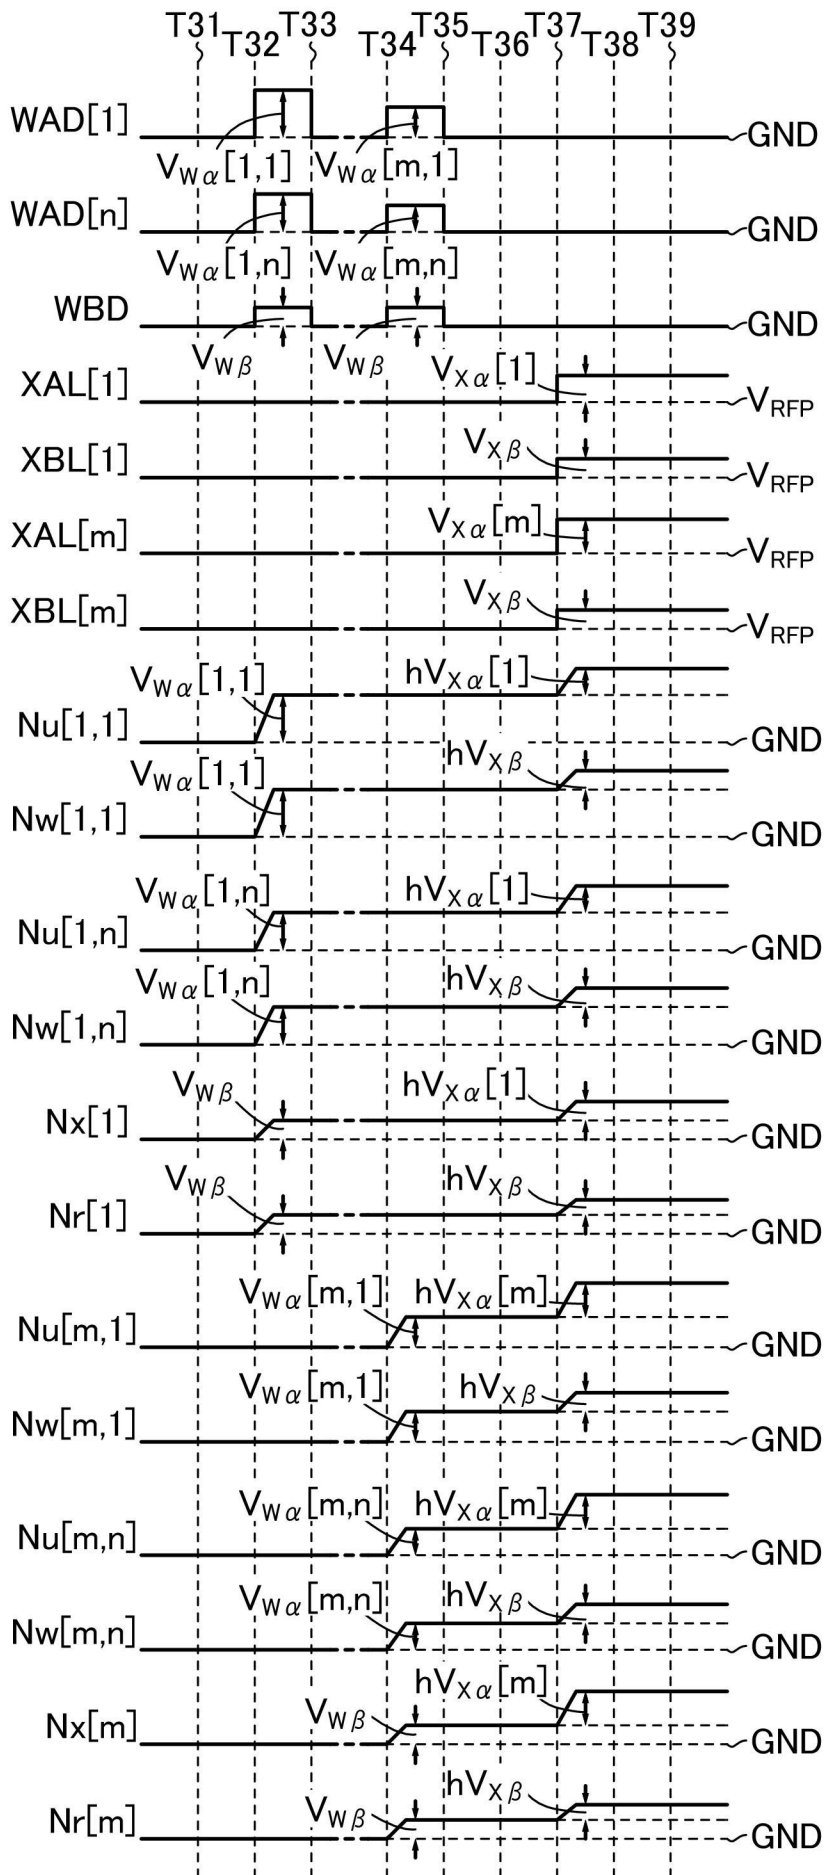 T31 T33 T35 T37 T39
T32 T34 T36 T38
WAD[1] GND
VWα[1,1] VWα[m,1]
WAD[n] GND
VWα[1,n] VWα[m,n]
WBD GND
VWβ VWβ
VXα[1]
XAL[1] VRFP
VXβ
XBL[1] VRFP
VXα[m]
XAL[m] VRFP
VXβ
XBL[m] VRFP
VWα[1,1] hVXα[1]
Nu[1,1] GND
VWα[1,1] hVXβ
Nw[1,1] GND
VWα[1,n] hVXα[1]
Nu[1,n] GND
VWα[1,n] hVXβ
Nw[1,n] GND
VWβ hVXα[1]
Nx[1] GND
VWβ hVXβ
Nr[1] GND
VWα[m,1] hVXα[m]
Nu[m,1] GND
VWα[m,1] hVXβ
Nw[m,1] GND
VWα[m,n] hVXα[m]
Nu[m,n] GND
VWα[m,n] hVXβ
Nw[m,n] GND
VWβ hVXα[m]
Nx[m] GND
VWβ hVXβ
Nr[m] GND